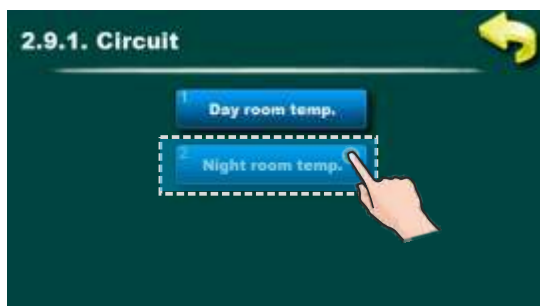 2.9.1. Circuit
1
Day room temp.
2
Night room temp.